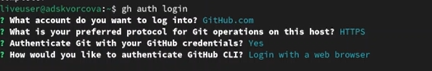 liveuser@adskvorcova:~$ gh auth login
? What account do you want to log into? GitHub.com
? What is your preferred protocol for Git operations on this host? HTTPS
? Authenticate Git with your GitHub credentials? Yes
? How would you like to authenticate GitHub CLI? Login with a web browser